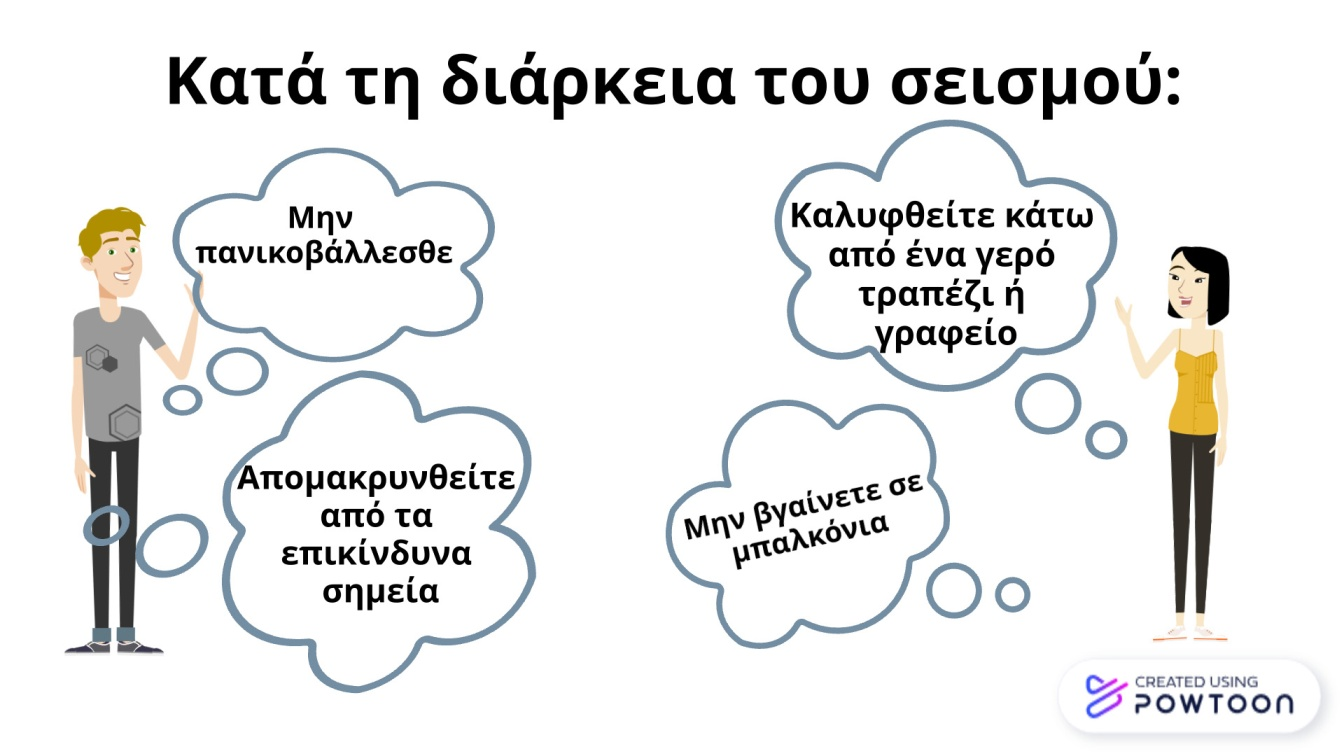 Κατά τη διάρκεια του σεισμού:
Μην
πανικοβάλλεσθε
Απομακρυνθείτε
από τα
επικίνδυνα
σημεία
Καλυφθείτε κάτω
από ένα γερό
τραπέζι ή
γραφείο
Μην βγαίνετε σε
μπαλκόνια
CREATED USING
POWTOON